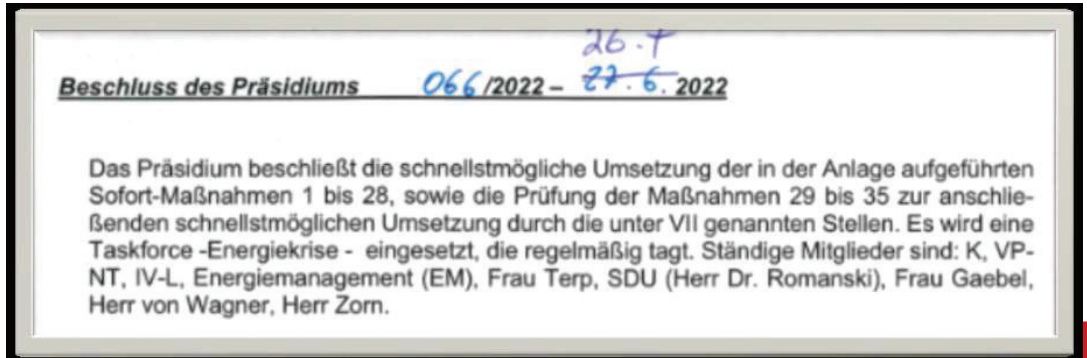 26.7
Beschluss des Präsidiums 066/2022 – 27.6.2022
Das Präsidium beschließt die schnellstmögliche Umsetzung der in der Anlage aufgeführten
Sofort-Maßnahmen 1 bis 28, sowie die Prüfung der Maßnahmen 29 bis 35 zur anschlie-
ßenden schnellstmöglichen Umsetzung durch die unter VII genannten Stellen. Es wird eine
Taskforce -Energiekrise - eingesetzt, die regelmäßig tagt. Ständige Mitglieder sind: K, VP-
NT, IV-L, Energiemanagement (EM), Frau Terp, SDU (Herr Dr. Romanski), Frau Gaebel,
Herr von Wagner, Herr Zorn.